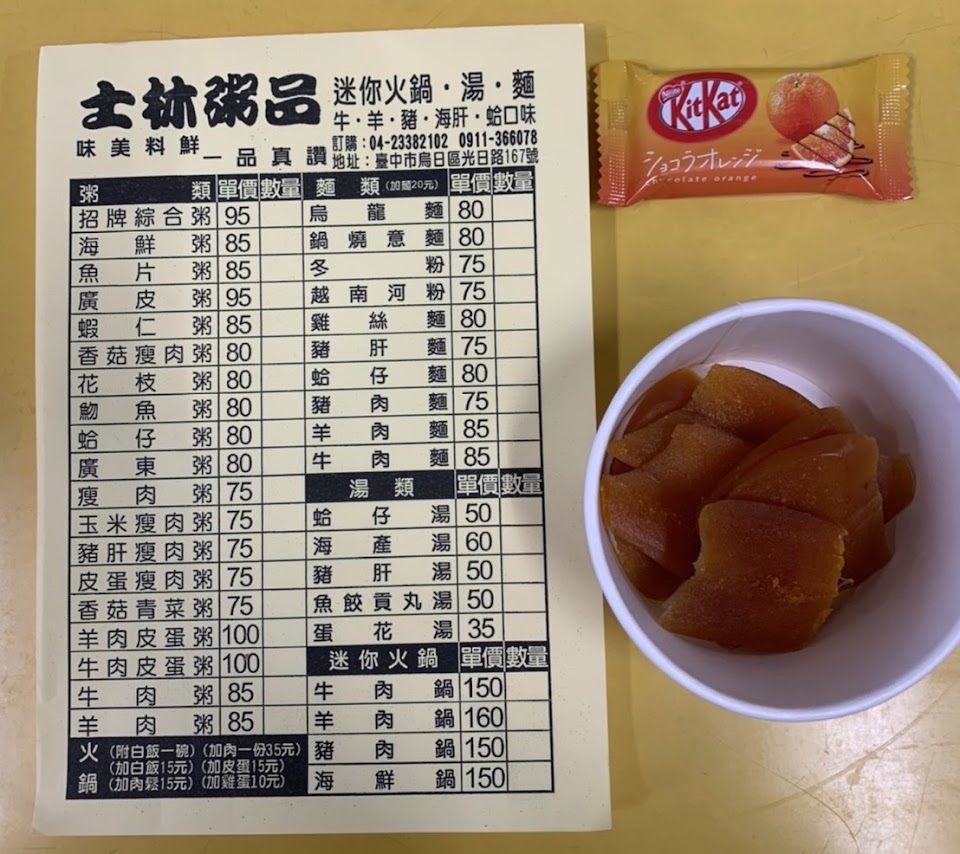 士林粥品
味美料鮮 一品真讚
迷你火鍋・湯・麵
牛・羊・豬・海肝・蛤口味
訂購：04-23382102 0911-366078
地址：臺中市烏日區光日路167號
粥類 單價 數量
招牌綜合粥 95
海鮮粥 85
魚片粥 85
廣皮粥 95
蝦仁粥 85
香菇瘦肉粥 80
花枝粥 80
魩魚粥 80
蛤仔粥 80
廣東粥 80
瘦肉粥 75
玉米瘦肉粥 75
豬肝瘦肉粥 75
皮蛋瘦肉粥 75
香菇青菜粥 75
羊肉皮蛋粥 100
牛肉皮蛋粥 100
牛肉粥 85
羊肉粥 85
火鍋
(附白飯一碗) (加肉一份35元)
(加白飯15元) (加皮蛋15元)
(加肉鬆15元) (加雞蛋10元)
麵類 (加麵20元) 單價 數量
烏龍麵 80
鍋燒意麵 80
冬粉 75
越南河粉 75
雞絲麵 80
豬肝麵 75
蛤仔麵 80
豬肉麵 75
羊肉麵 85
牛肉麵 85
湯類 單價 數量
蛤仔湯 50
海產湯 60
豬肝湯 50
魚餃貢丸湯 50
蛋花湯 35
迷你火鍋 單價 數量
牛肉鍋 150
羊肉鍋 160
豬肉鍋 150
海鮮鍋 150
Nestle
KitKat
ショコラオレンジ
chocolate orange